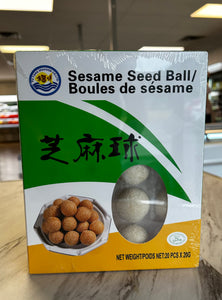 Sesame Seed Ball/
Boules de sésame
芝麻球
NET WEIGHT/POIDS NET:20 PCS X 20G